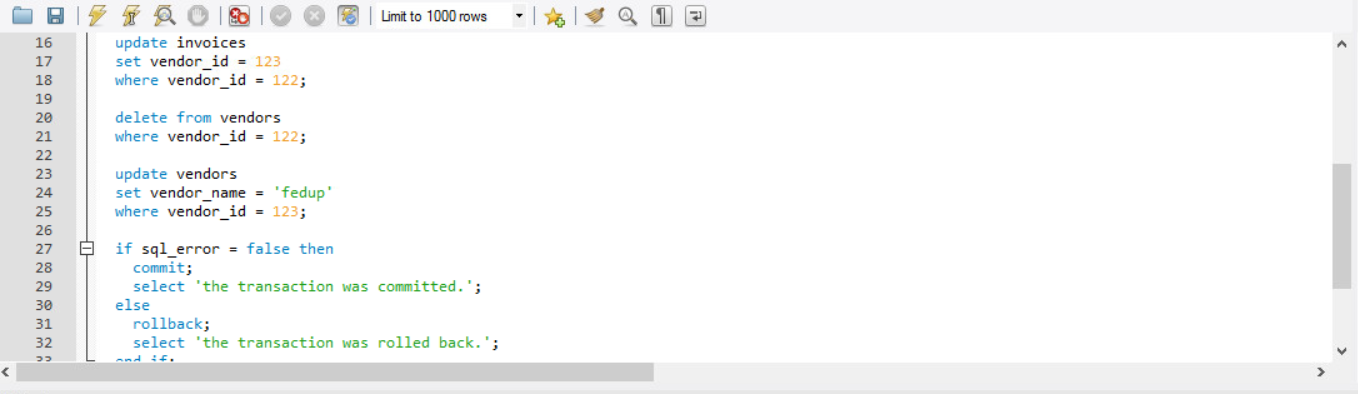 Limit to 1000 rows
16 update invoices
17 set vendor_id = 123
18 where vendor_id = 122;
19
20 delete from vendors
21 where vendor_id = 122;
22
23 update vendors
24 set vendor_name = 'fedup'
25 where vendor_id = 123;
26
27 if sql_error = false then
28 commit;
29 select 'the transaction was committed.';
30 else
31 rollback;
32 select 'the transaction was rolled back.';
33 end if;